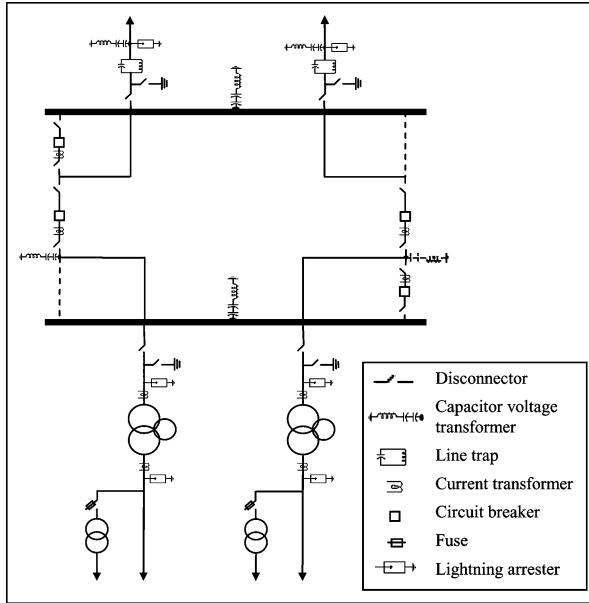 Disconnector
Capacitor voltage
transformer
Line trap
Current transformer
Circuit breaker
Fuse
Lightning arrester